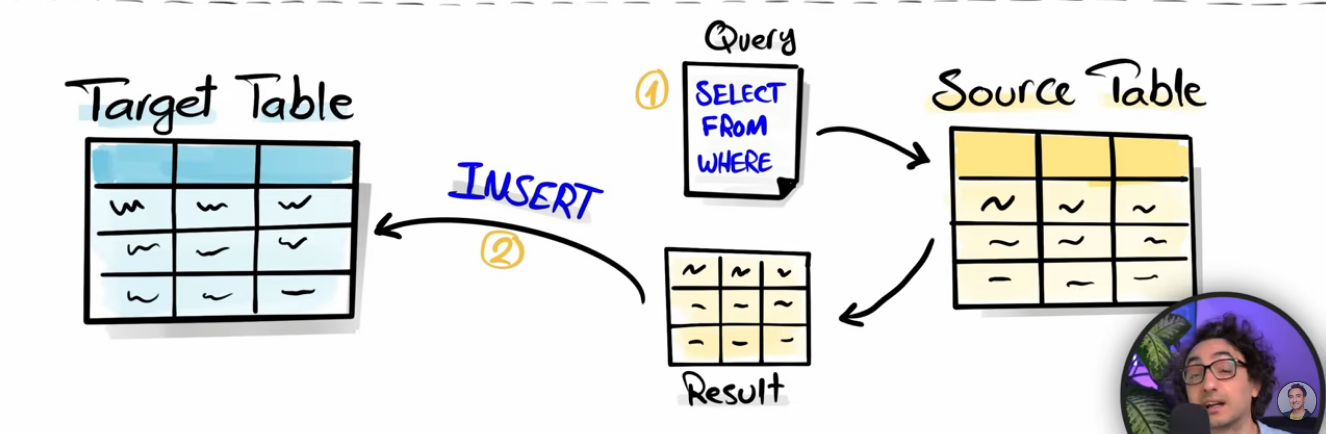 Query
Target Table
1
SELECT
FROM
WHERE
Source Table
INSERT
2
Result